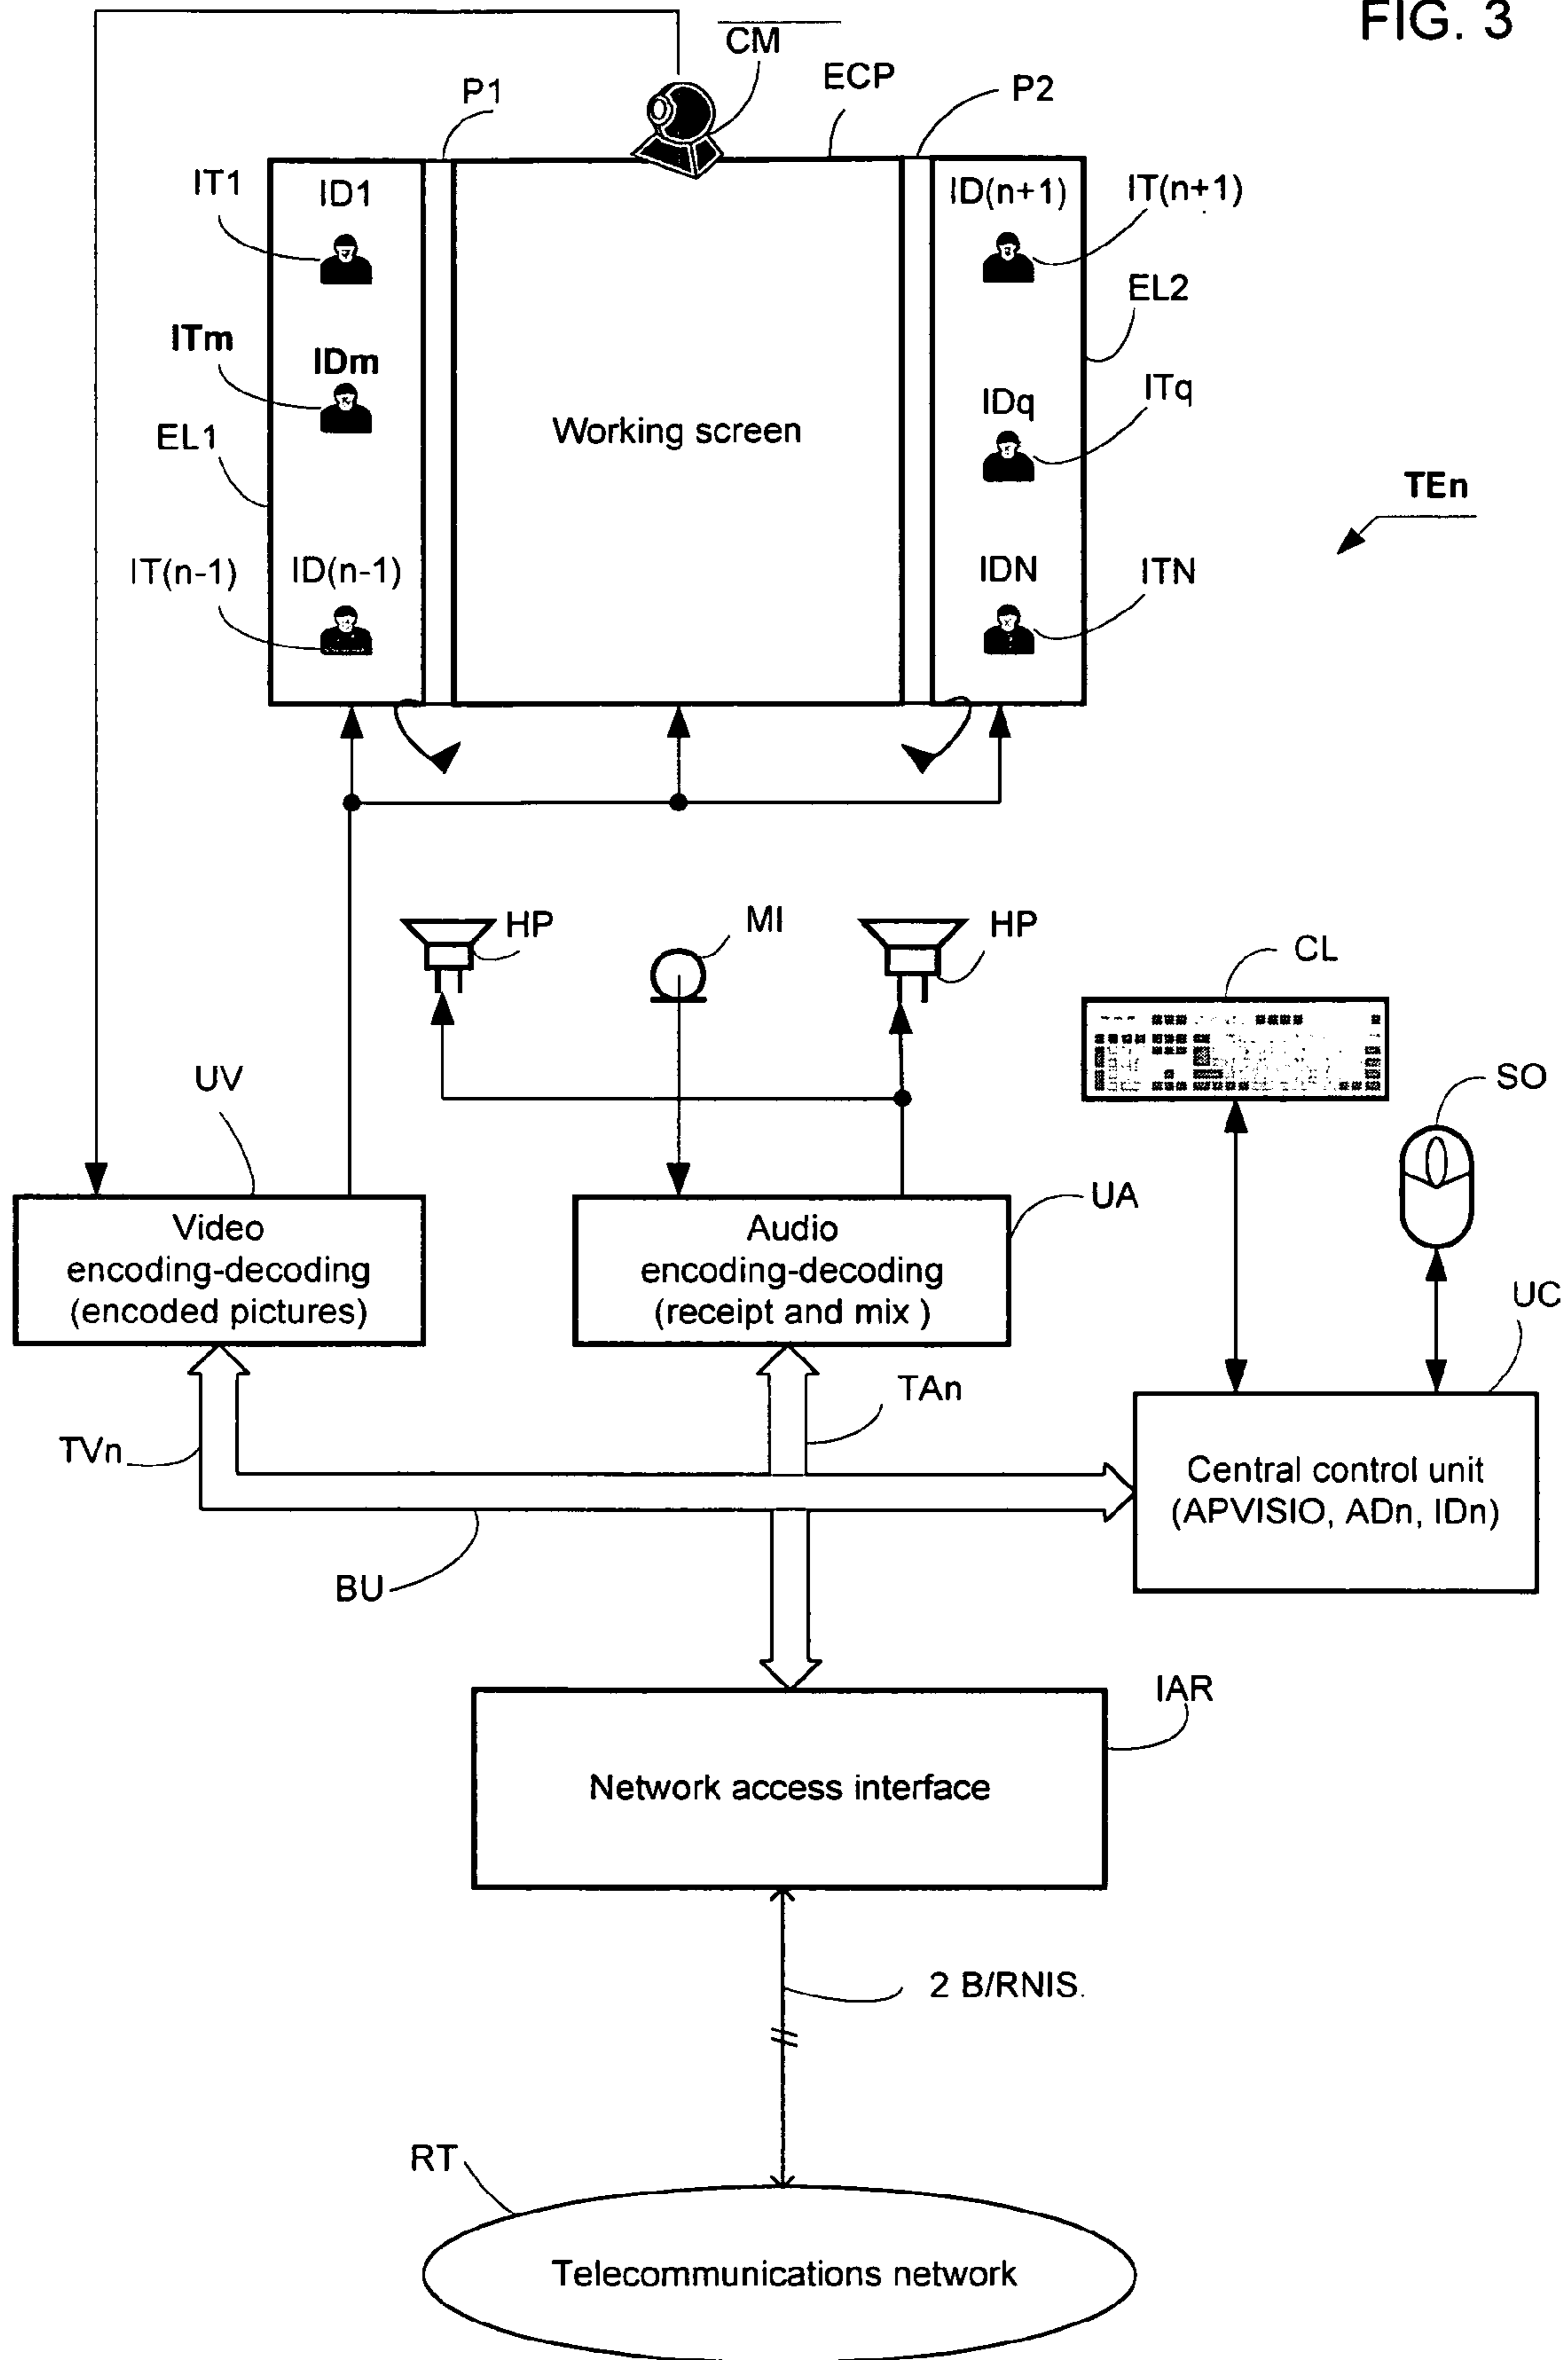 FIG. 3
CM
ECP
P1
P2
IT1
ID1
ID(n+1)
IT(n+1)
EL2
ITm
IDm
ITq
IDq
Working screen
EL1
TEn
IT(n-1)
ID(n-1)
IDN
ITN
HP
MI
HP
CL
SO
UV
UA
Video
encoding-decoding
(encoded pictures)
Audio
encoding-decoding
(receipt and mix )
UC
TAn
TVn
Central control unit
(APVISIO, ADn, IDn)
BU
IAR
Network access interface
2 B/RNIS.
RT
Telecommunications network